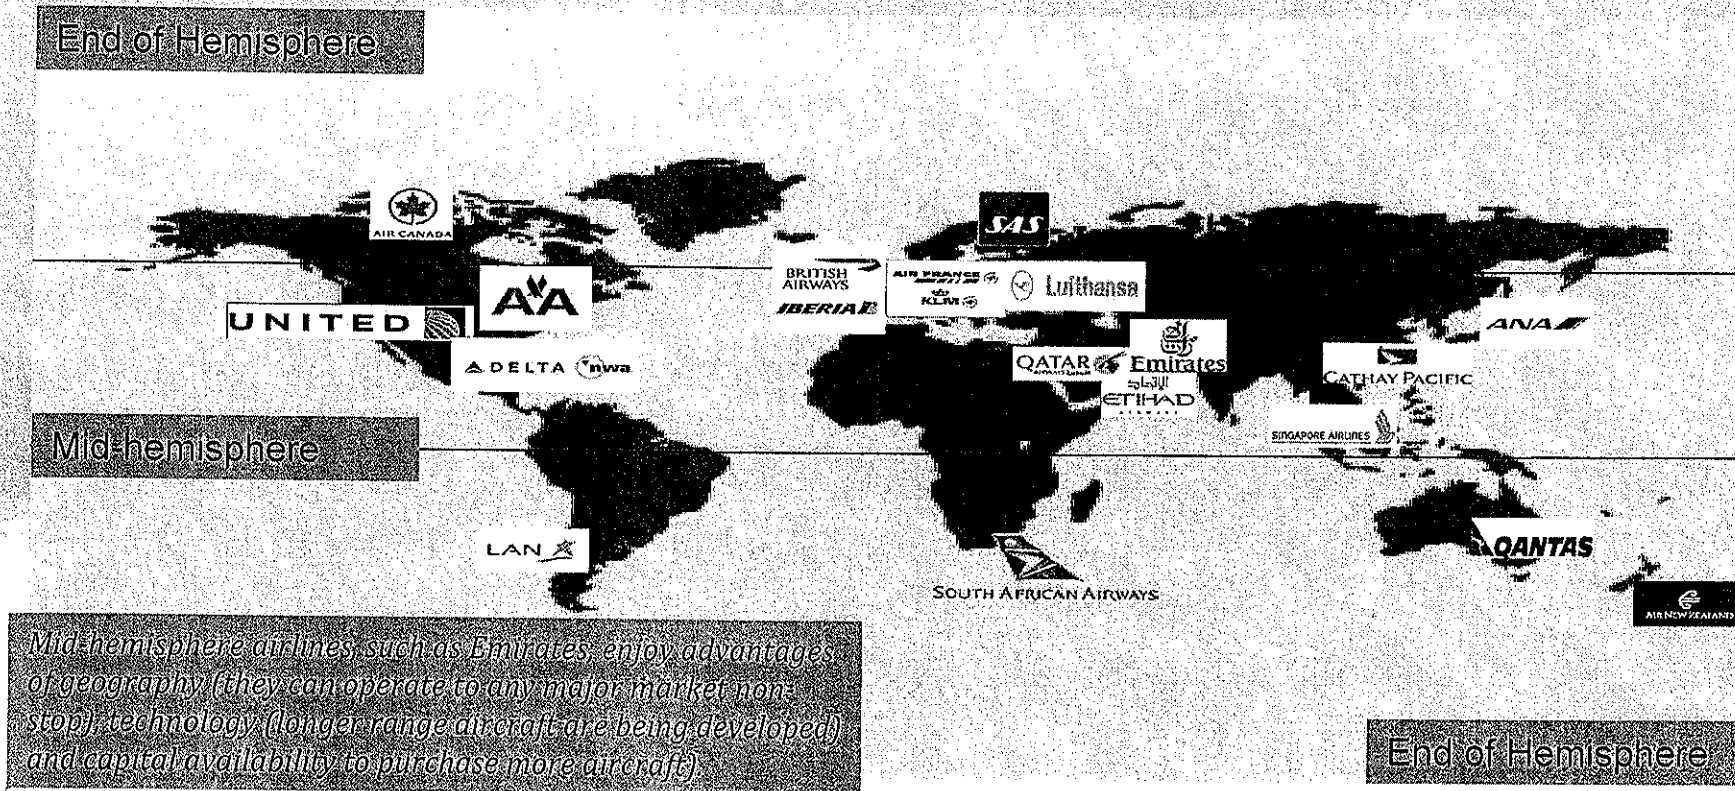 End of Hemisphere
AIR CANADA
SAS
BRITISH
AIRWAYS
IBERIA
AIR FRANCE
KLM
Lufthansa
AA
UNITED
DELTA nwa
QATAR
Emirates
الإتحاد
ETIHAD
AIRWAYS
ANA
CATHAY PACIFIC
SINGAPORE AIRLINES
Mid-hemisphere
LAN
SOUTH AFRICAN AIRWAYS
QANTAS
AIR NEW ZEALAND
Mid-hemisphere airlines, such as Emirates, enjoy advantages
of geography (they can operate to any major market non-
stop), technology (longer range aircraft are being developed)
and capital availability to purchase more aircraft)
End of Hemisphere